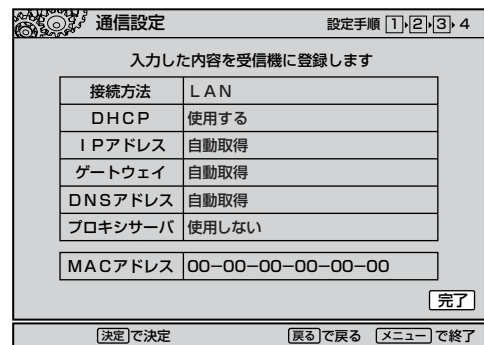 通信設定 設定手順 1 2 3 4
入力した内容を受信機に登録します
接続方法 LAN
DHCP 使用する
IPアドレス 自動取得
ゲートウェイ 自動取得
DNSアドレス 自動取得
プロキシサーバ 使用しない
MACアドレス 00-00-00-00-00-00
完了
決定で決定 戻るで戻る メニューで終了